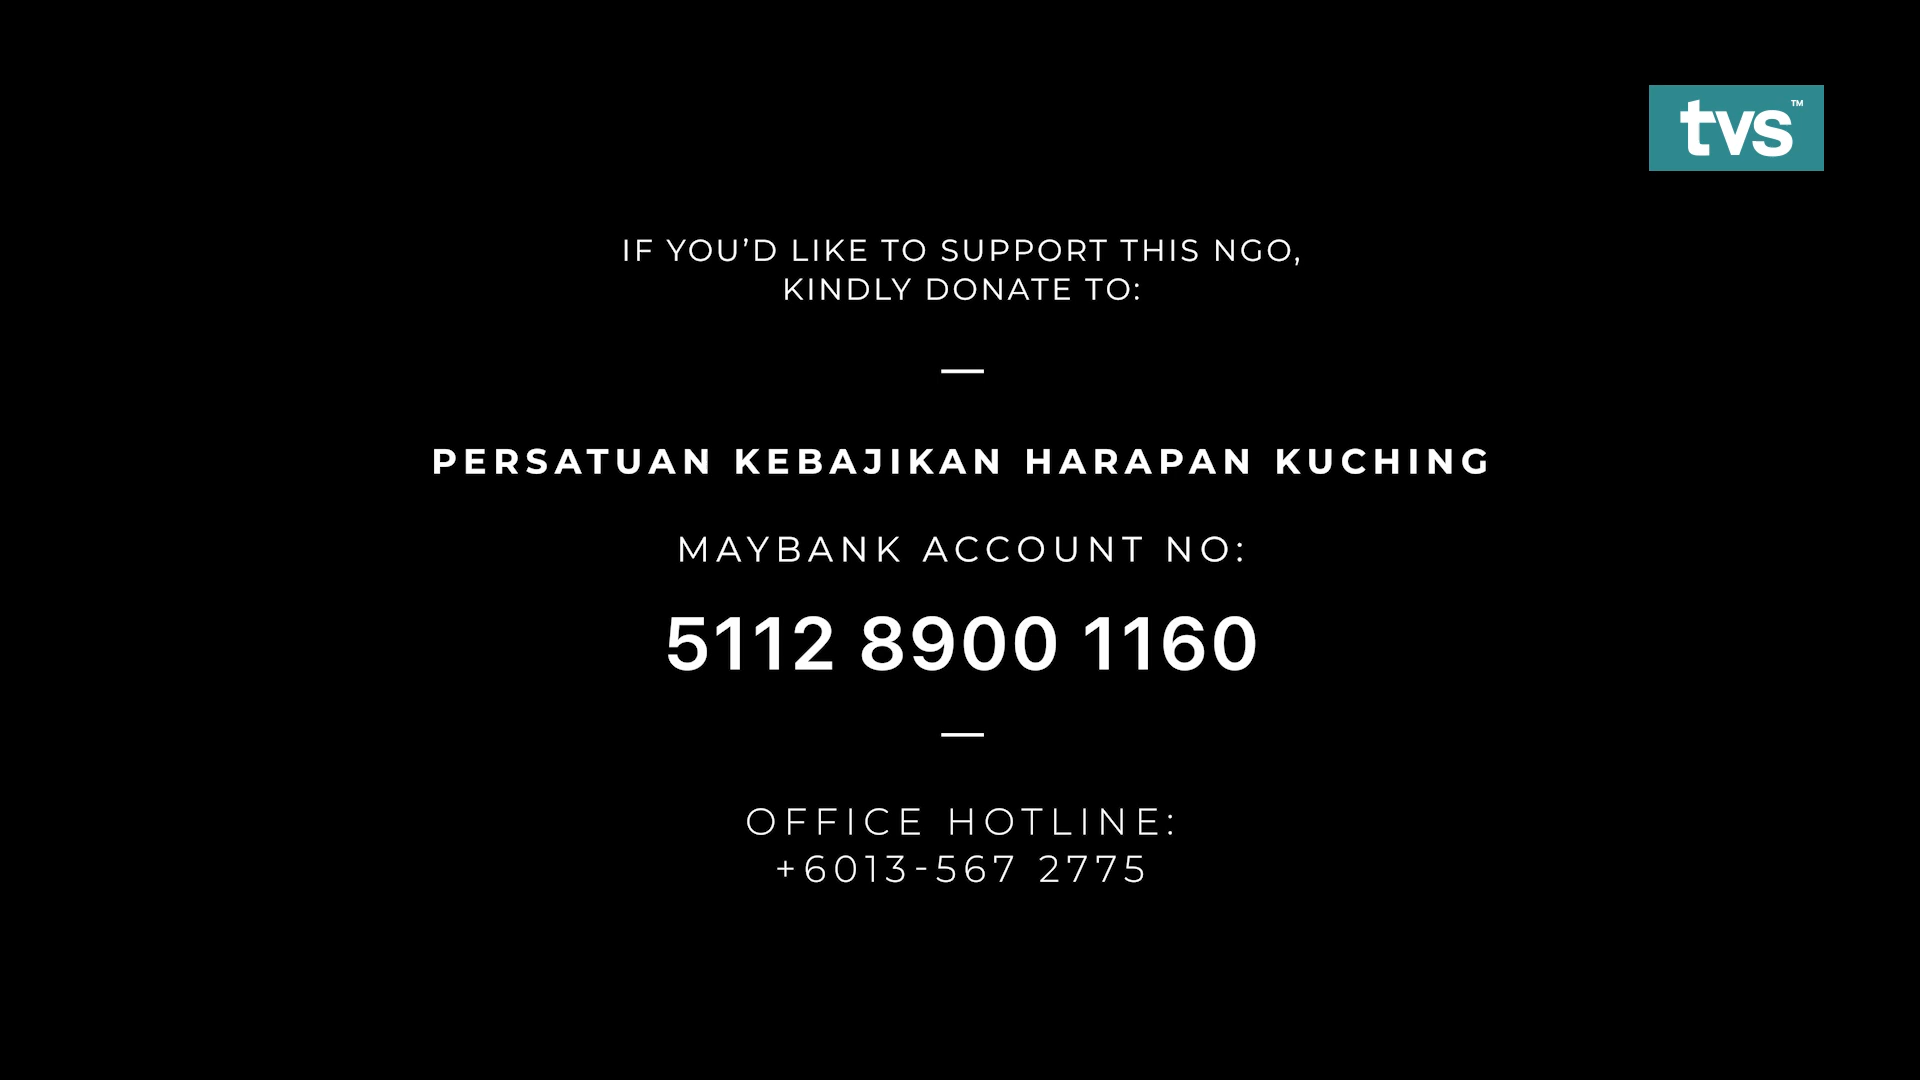 tvs™
IF YOU’D LIKE TO SUPPORT THIS NGO,
KINDLY DONATE TO:
PERSATUAN KEBAJIKAN HARAPAN KUCHING
MAYBANK ACCOUNT NO:
5112 8900 1160
OFFICE HOTLINE:
+6013-567 2775